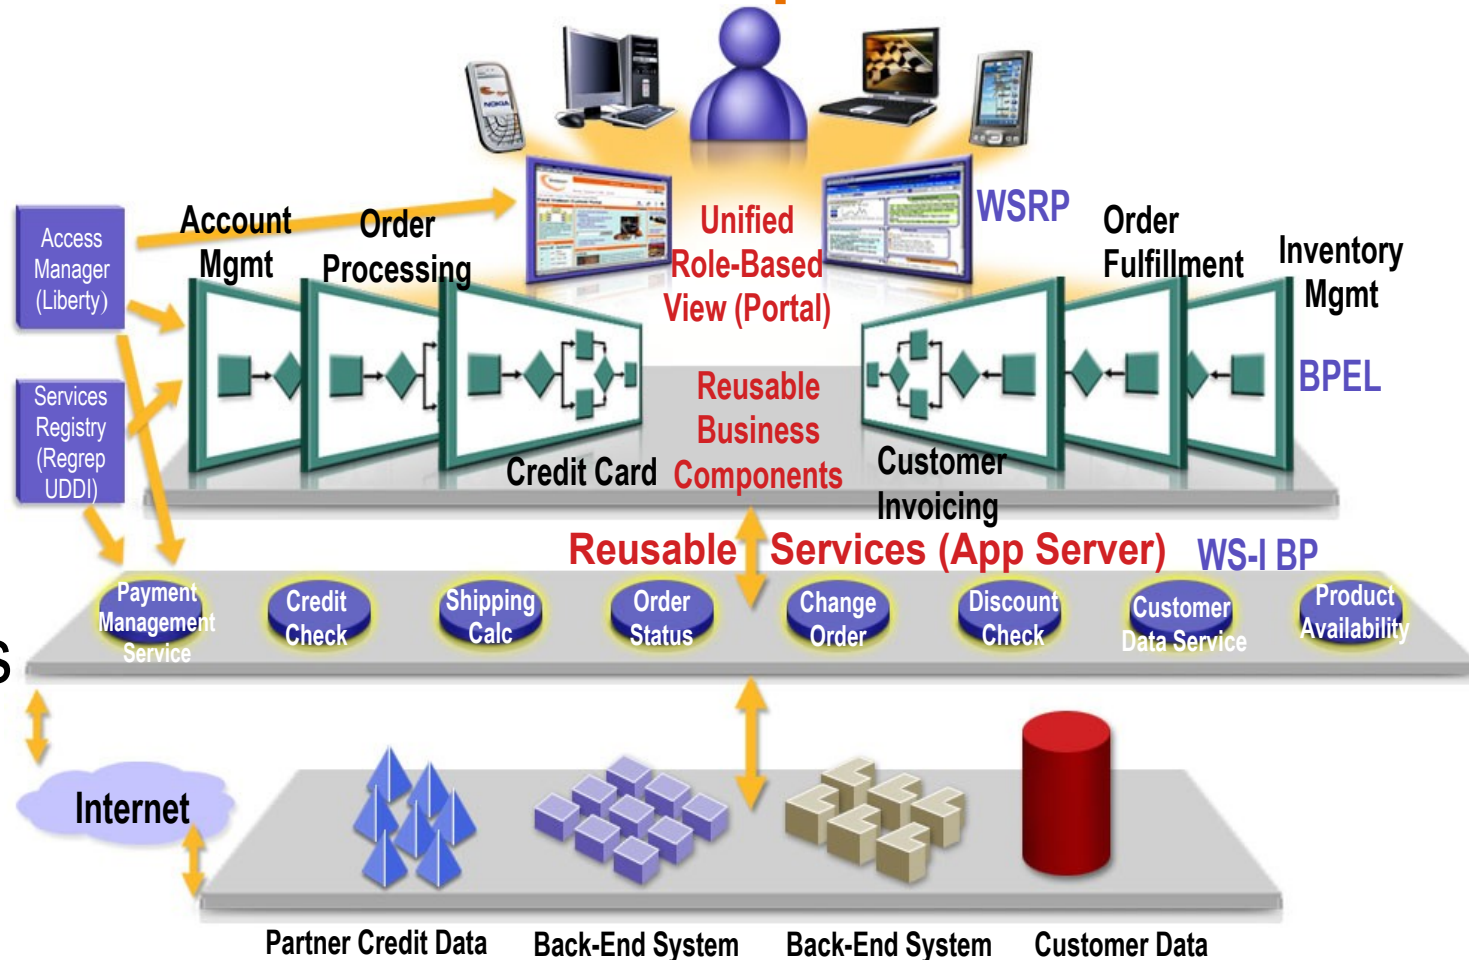 NOKIA
WSRP
Access
Manager
(Liberty)
Account
Mgmt
Order
Processing
Unified
Role-Based
View (Portal)
Order
Fulfillment
Inventory
Mgmt
BPEL
Services
Registry
(Regrep
UDDI)
Reusable
Business
Components
Credit Card
Customer
Invoicing
Reusable Services (App Server)
WS-I BP
Payment
Management
Service
Credit
Check
Shipping
Calc
Order
Status
Change
Order
Discount
Check
Customer
Data Service
Product
Availability
s
Internet
Partner Credit Data
Back-End System
Back-End System
Customer Data